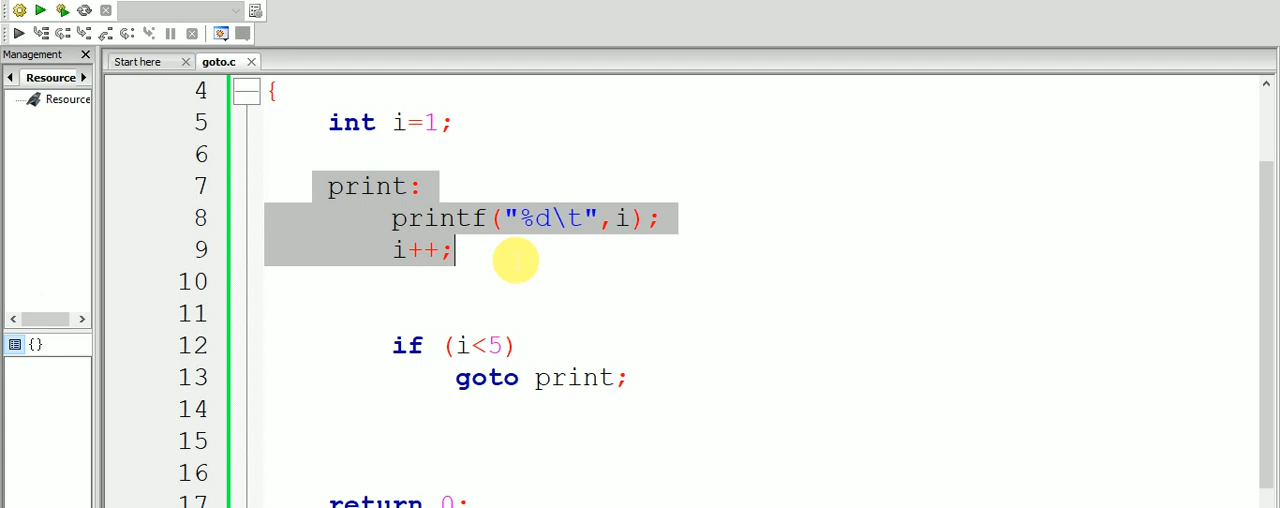 Management
Start here
goto.c
Resource
Resource
{}
4 {
5 int i=1;
6
7 print:
8 printf("%d\t",i);
9 i++;
10
11
12 if (i<5)
13 goto print;
14
15
16
17 return 0;